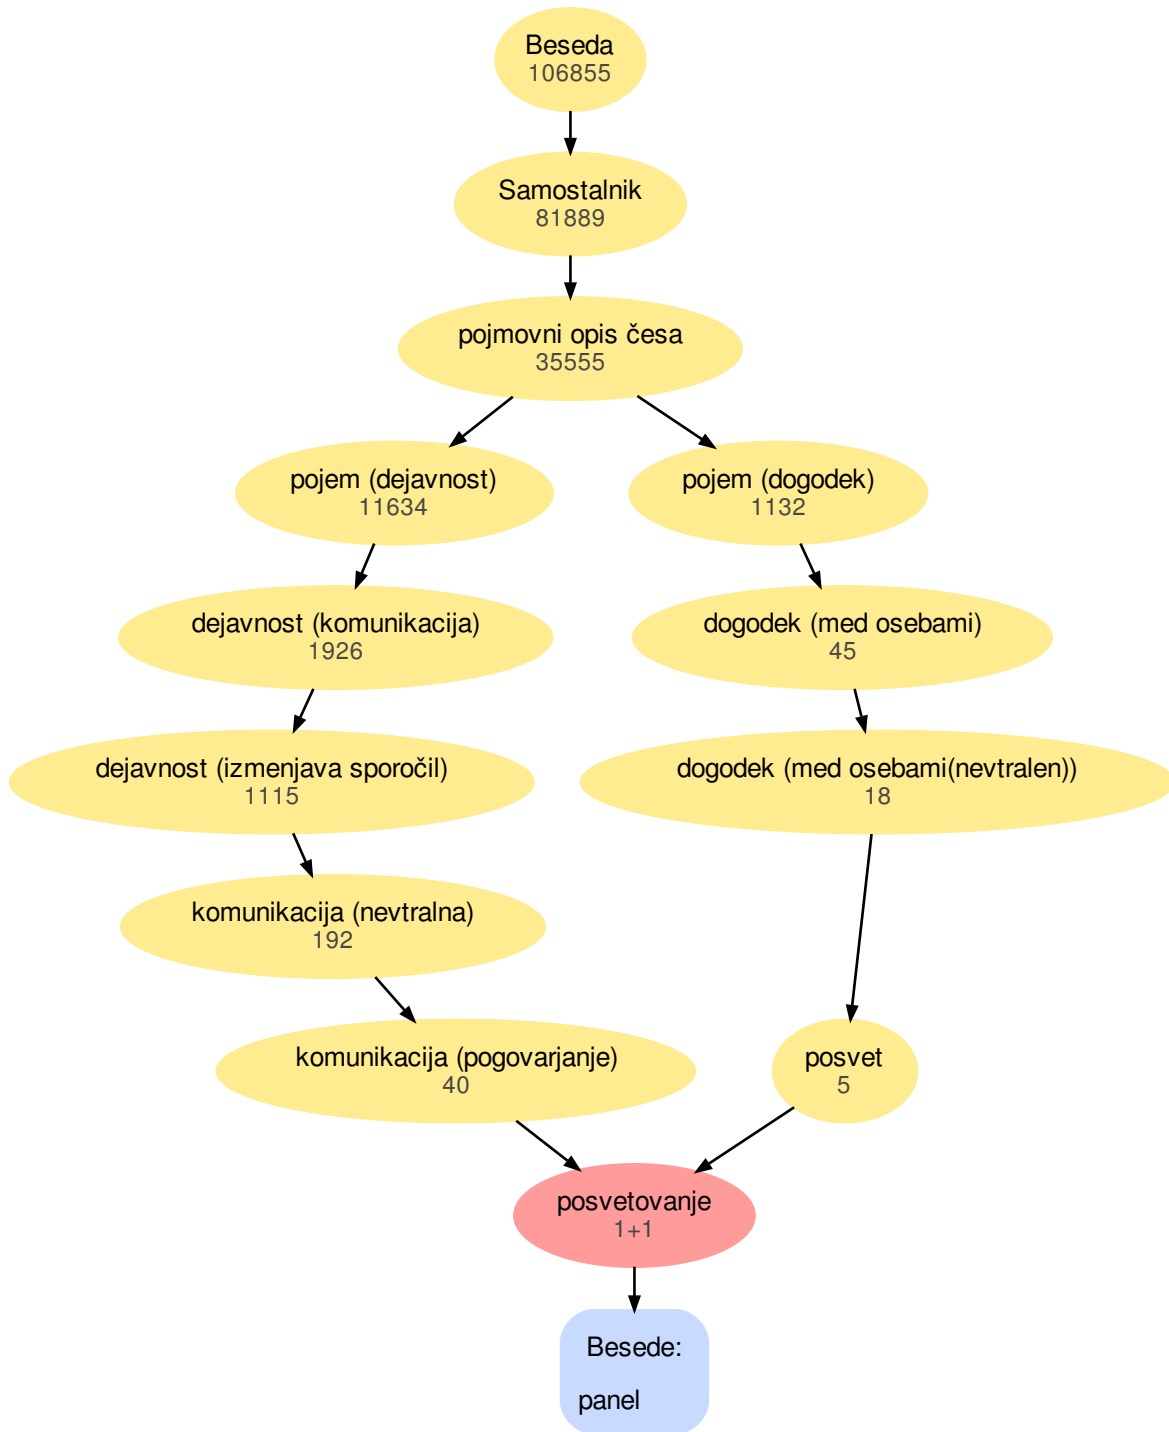 Beseda
106855
Samostalnik
81889
pojmovni opis česa
35555
pojem (dejavnost)
11634
pojem (dogodek)
1132
dejavnost (komunikacija)
1926
dogodek (med osebami)
45
dejavnost (izmenjava sporočil)
1115
dogodek (med osebami(nevtralen))
18
komunikacija (nevtralna)
192
komunikacija (pogovarjanje)
40
posvet
5
posvetovanje
1+1
Besede:
panel